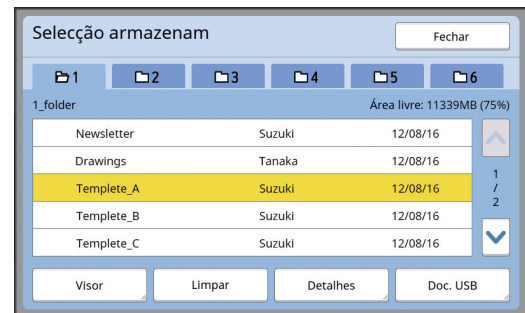 Selecção armazenam
Fechar
1 2 3 4 5 6
1_folder Área livre: 11339MB (75%)
Newsletter Suzuki 12/08/16
Drawings Tanaka 12/08/16
Templete_A Suzuki 12/08/16
Templete_B Suzuki 12/08/16
Templete_C Suzuki 12/08/16
1
/
2
Visor Limpar Detalhes Doc. USB